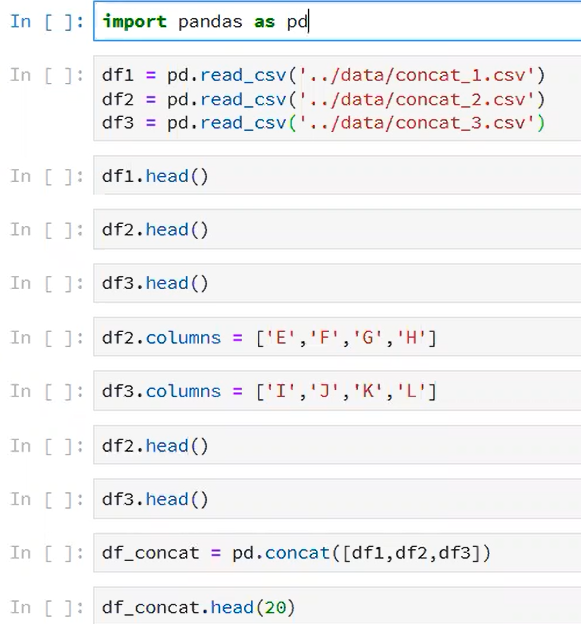 In [ ]: import pandas as pd
In [ ]: df1 = pd.read_csv('../data/concat_1.csv')
df2 = pd.read_csv('../data/concat_2.csv')
df3 = pd.read_csv('../data/concat_3.csv')
In [ ]: df1.head()
In [ ]: df2.head()
In [ ]: df3.head()
In [ ]: df2.columns = ['E','F','G','H']
In [ ]: df3.columns = ['I','J','K','L']
In [ ]: df2.head()
In [ ]: df3.head()
In [ ]: df_concat = pd.concat([df1,df2,df3])
In [ ]: df_concat.head(20)